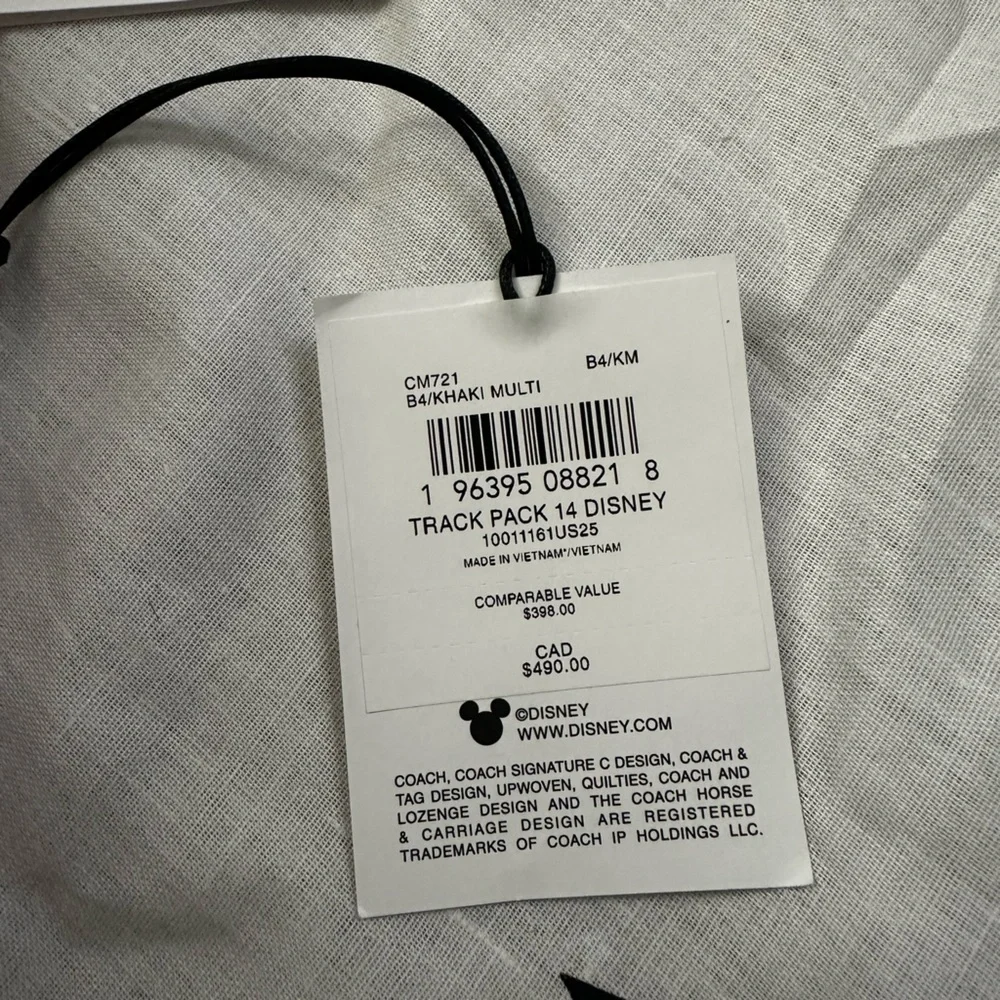 B4/KM
CM721
B4/KHAKI MULTI
1 96395 08821 8
TRACK PACK 14 DISNEY
10011161US25
MADE IN VIETNAM*/VIETNAM
COMPARABLE VALUE
$398.00
CAD
$490.00
©DISNEY
WWW.DISNEY.COM
COACH, COACH SIGNATURE C DESIGN, COACH &
TAG DESIGN, UPWOVEN, QUILTIES, COACH AND
LOZENGE DESIGN AND THE COACH HORSE
& CARRIAGE DESIGN ARE REGISTERED
TRADEMARKS OF COACH IP HOLDINGS LLC.